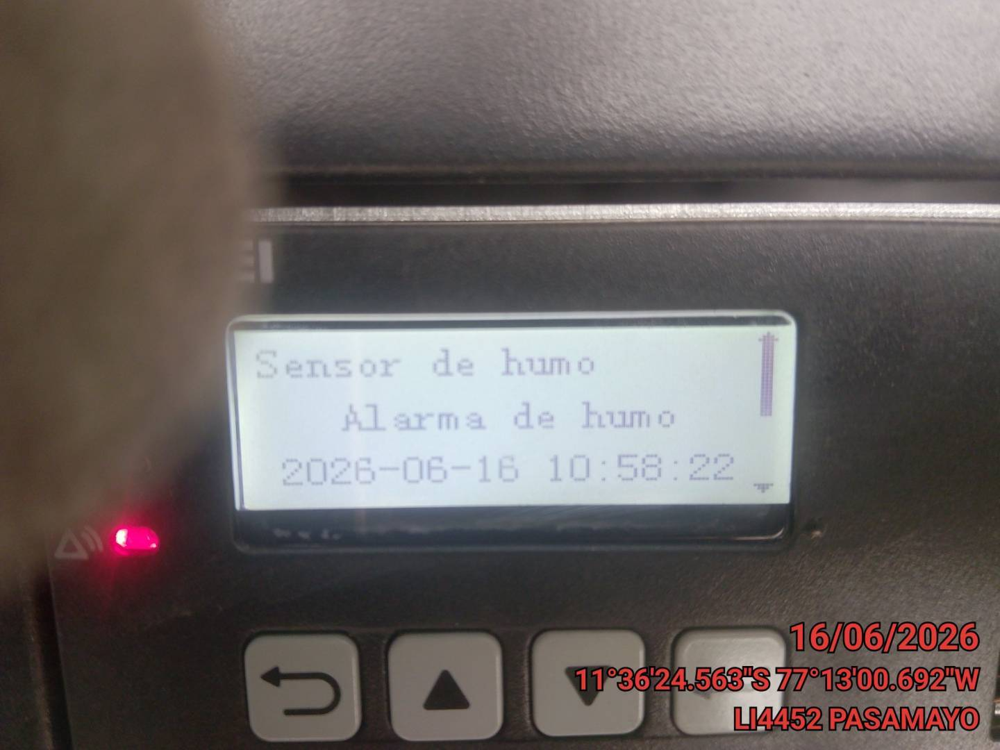 Sensor de humo
Alarma de humo
2026-06-16 10:58:22
16/06/2026
11°36'24.563"S 77°13'00.692"W
LI4452 PASAMAYO